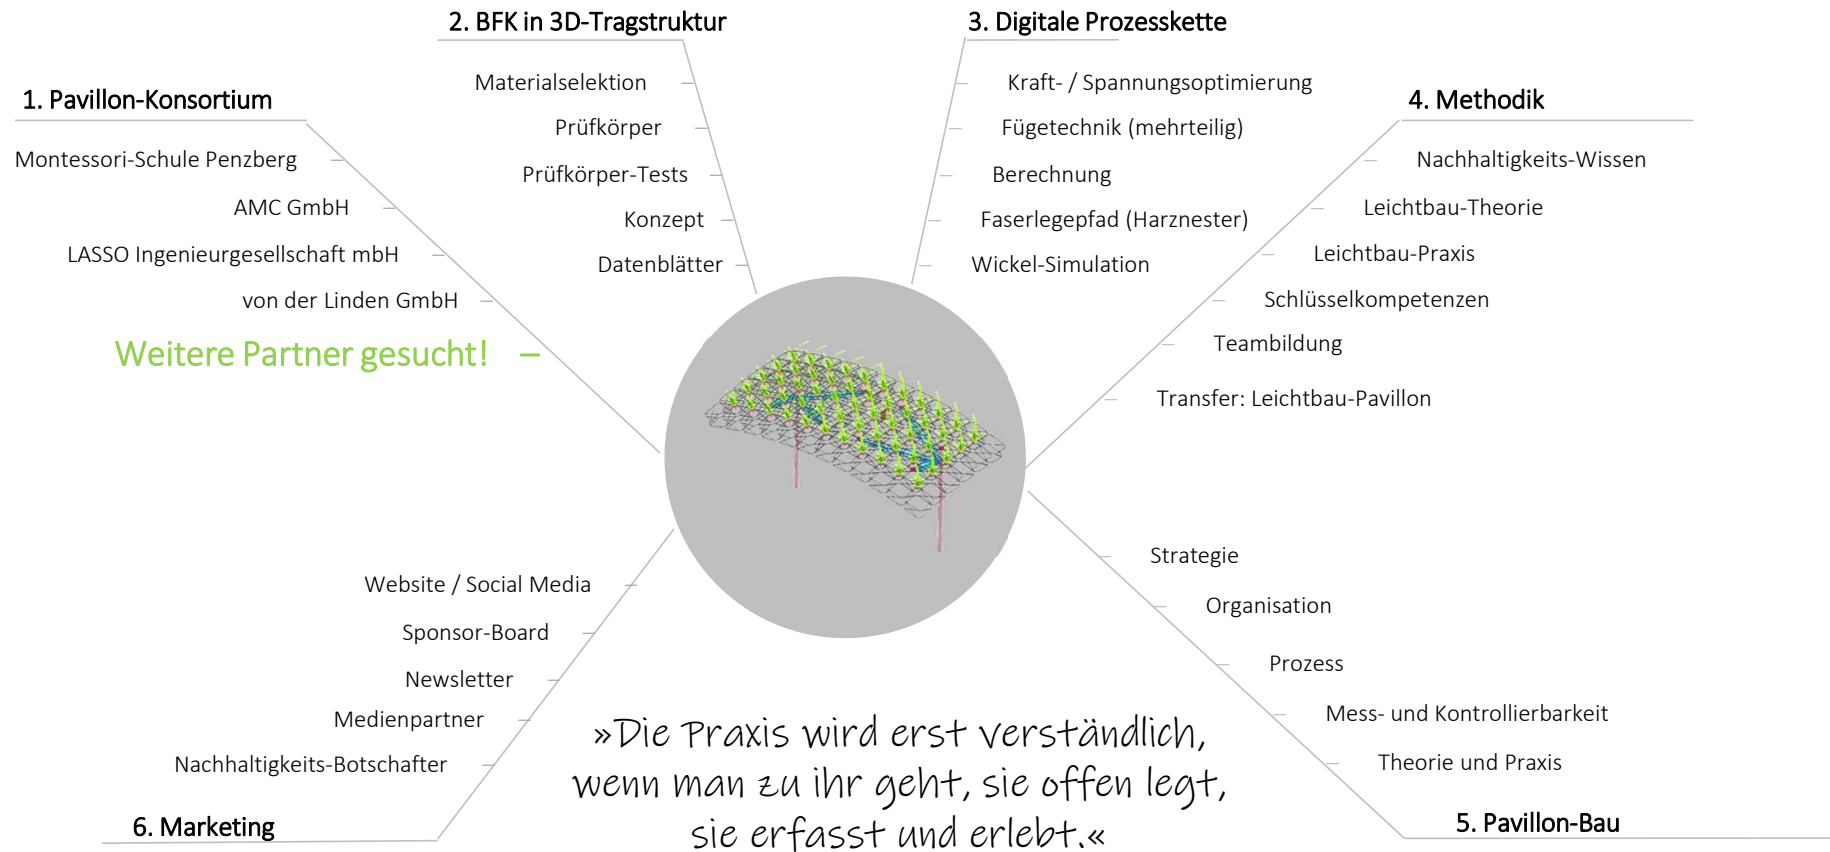 1. Pavillon-Konsortium
Montessori-Schule Penzberg
AMC GmbH
LASSO Ingenieurgesellschaft mbH
von der Linden GmbH
Weitere Partner gesucht!
2. BFK in 3D-Tragstruktur
Materialselektion
Prüfkörper
Prüfkörper-Tests
Konzept
Datenblätter
3. Digitale Prozesskette
Kraft- / Spannungsoptimierung
Fügetechnik (mehrteilig)
Berechnung
Faserlegepfad (Harznester)
Wickel-Simulation
4. Methodik
Nachhaltigkeits-Wissen
Leichtbau-Theorie
Leichtbau-Praxis
Schlüsselkompetenzen
Teambildung
Transfer: Leichtbau-Pavillon
Strategie
Organisation
Prozess
Mess- und Kontrollierbarkeit
Theorie und Praxis
5. Pavillon-Bau
Website / Social Media
Sponsor-Board
Newsletter
Medienpartner
Nachhaltigkeits-Botschafter
6. Marketing
»Die Praxis wird erst verständlich,
wenn man zu ihr geht, sie offen legt,
sie erfasst und erlebt.«